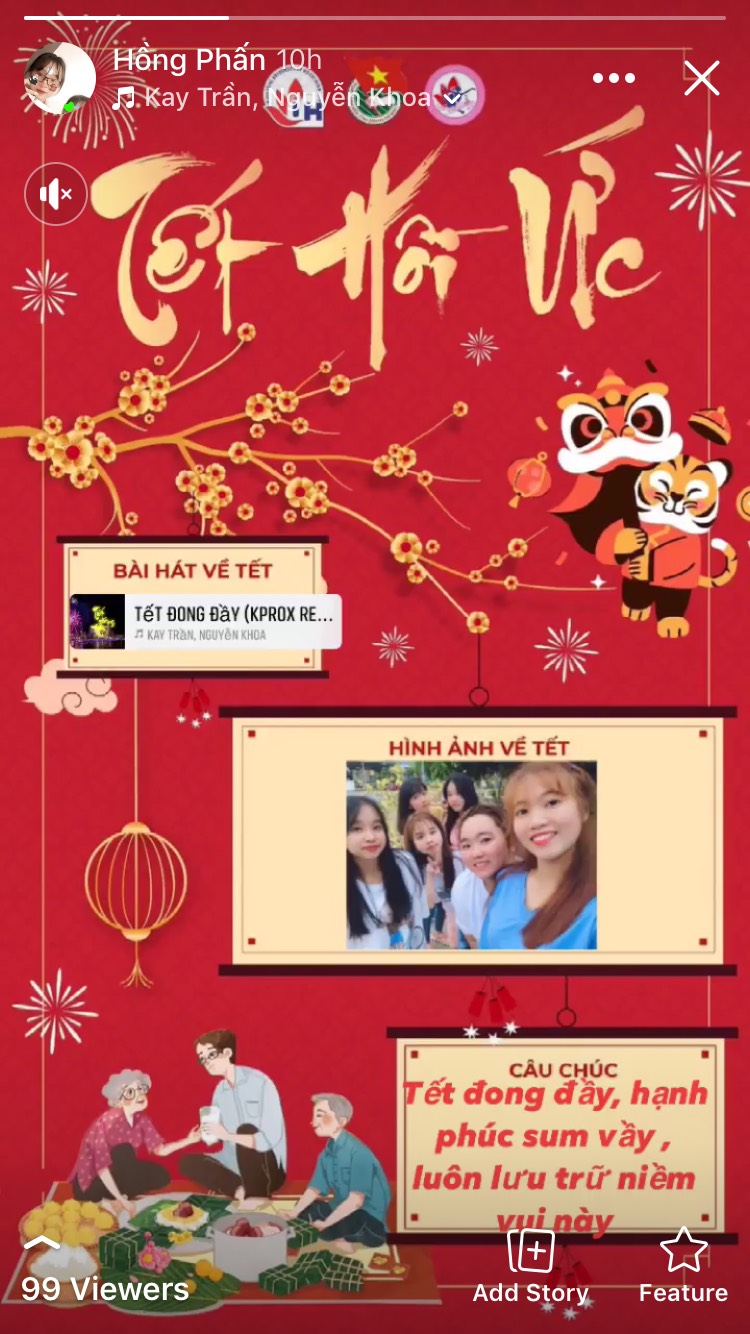 Hồng Phấn 10h
Kay Trần, Nguyễn Khoa
Tết Hồi Ức
BÀI HÁT VỀ TẾT
TẾT ĐONG ĐẦY (KPROX RE...
KAY TRẦN, NGUYỄN KHOA
HÌNH ẢNH VỀ TẾT
CÂU CHÚC
Tết đong đầy, hạnh
phúc sum vầy ,
luôn lưu trữ niềm
vui này
99 Viewers
Add Story
Feature